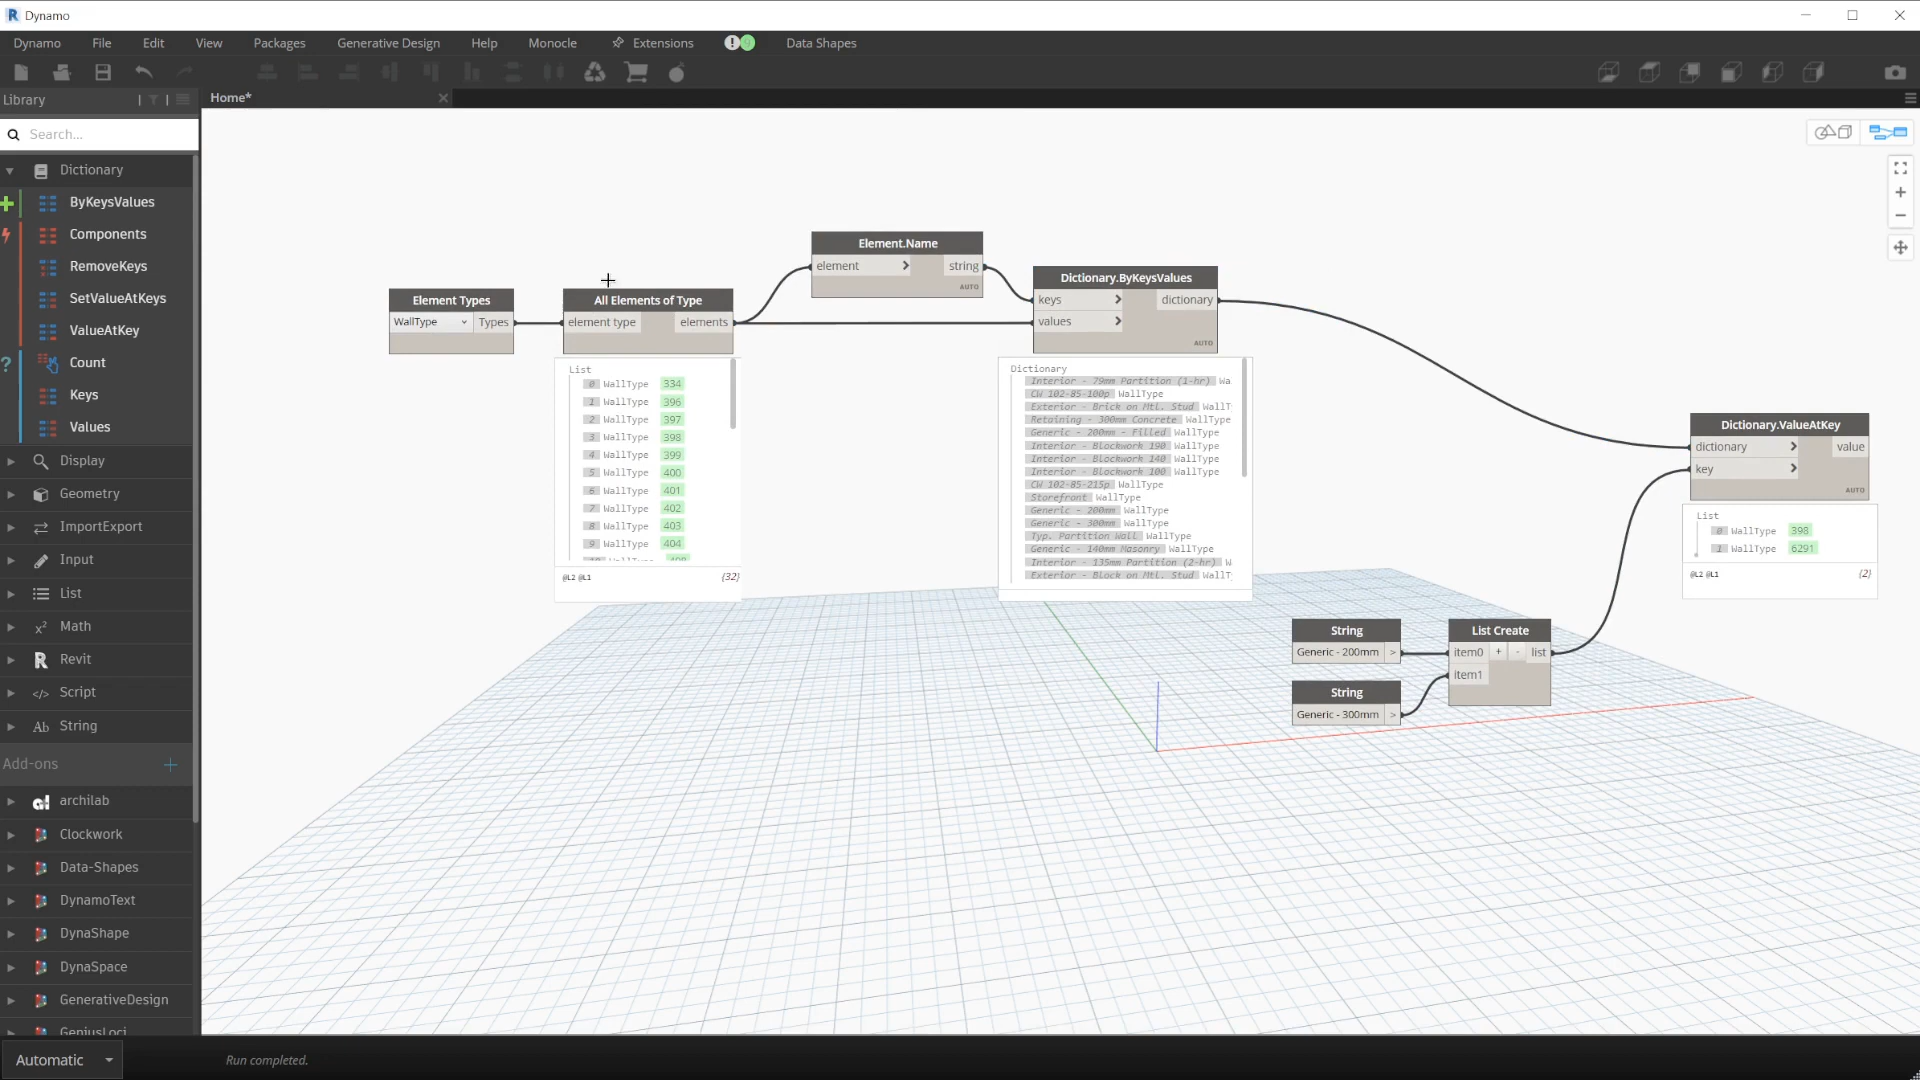 Dynamo
Dynamo File Edit View Packages Generative Design Help Monocle Extensions Data Shapes
Library
Home*
Search...
Dictionary
ByKeysValues
Components
RemoveKeys
SetValueAtKeys
ValueAtKey
Count
Keys
Values
Display
Geometry
ImportExport
Input
List
Math
Revit
Script
String
Add-ons
archilab
Clockwork
Data-Shapes
DynamoText
DynaShape
DynaSpace
GenerativeDesign
GeniusLoci
Element Types
WallType Types
All Elements of Type
element type elements
List
0 WallType 334
1 WallType 396
2 WallType 397
3 WallType 398
4 WallType 399
5 WallType 400
6 WallType 401
7 WallType 402
8 WallType 403
9 WallType 404
@L2 @L1 {32}
Element.Name
element > string
AUTO
Dictionary.ByKeysValues
keys > dictionary
values >
AUTO
Dictionary
Interior - 79mm Partition (1-hr) Wa
CW 102-85-100p WallType
Exterior - Brick on Mtl. Stud WallT
Retaining - 300mm Concrete WallType
Generic - 200mm - Filled WallType
Interior - Blockwork 190 WallType
Interior - Blockwork 140 WallType
Interior - Blockwork 100 WallType
CW 102-85-215p WallType
Storefront WallType
Generic - 200mm WallType
Generic - 300mm WallType
Typ. Partition Wall WallType
Generic - 140mm Masonry WallType
Interior - 135mm Partition (2-hr) W
Exterior - Block on Mtl. Stud WallT
String
Generic - 200mm >
String
Generic - 300mm >
List Create
item0 + - list
item1
Dictionary.ValueAtKey
dictionary > value
key >
AUTO
List
0 WallType 398
1 WallType 6291
@L2 @L1 {2}
Automatic
Run completed.